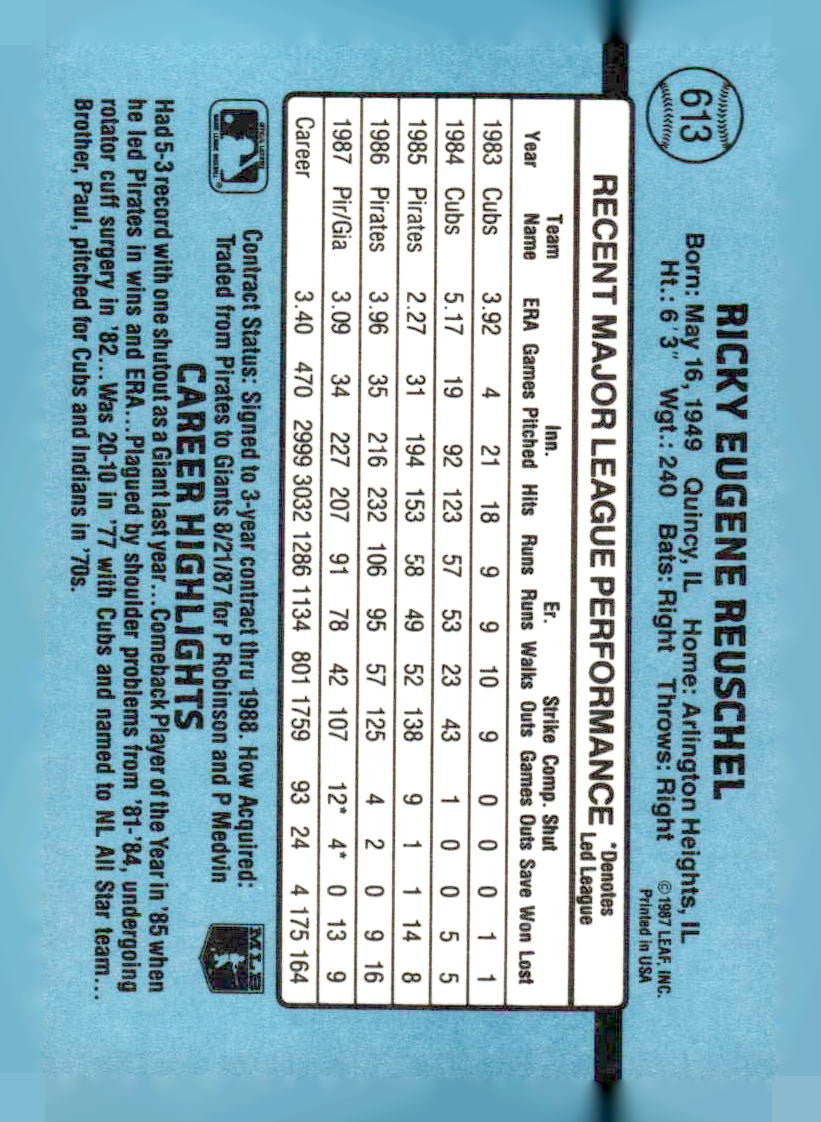 613
RICKY EUGENE REUSCHEL
Born: May 16, 1949 Quincy, IL Home: Arlington Heights, IL
Ht.: 6'3" Wgt.: 240 Bats: Right Throws: Right
© 1987 LEAF, INC.
Printed in USA
RECENT MAJOR LEAGUE PERFORMANCE *Denotes Led League
Year Team Name ERA Games Inn. Pitched Hits Runs Er. Runs Walks Strike Outs Comp. Games Shut Outs Save Won Lost
1983 Cubs 3.92 4 21 18 9 9 10 9 0 0 0 1 1
1984 Cubs 5.17 19 92 123 57 53 23 43 1 0 0 5 5
1985 Pirates 2.27 31 194 153 58 49 52 138 9 1 1 14 8
1986 Pirates 3.96 35 216 232 106 95 57 125 4 2 0 9 16
1987 Pir/Gia 3.09 34 227 207 91 78 42 107 12* 4* 0 13 9
Career 3.40 470 2999 3032 1286 1134 801 1759 93 24 4 175 164
Contract Status: Signed to 3-year contract thru 1988. How Acquired:
Traded from Pirates to Giants 8/21/87 for P Robinson and P Medvin
MLB
CAREER HIGHLIGHTS
Had 5-3 record with one shutout as a Giant last year...Comeback Player of the Year in '85 when
he led Pirates in wins and ERA...Plagued by shoulder problems from '81-'84, undergoing
rotator cuff surgery in '82...Was 20-10 in '77 with Cubs and named to NL All Star team...
Brother, Paul, pitched for Cubs and Indians in '70s.